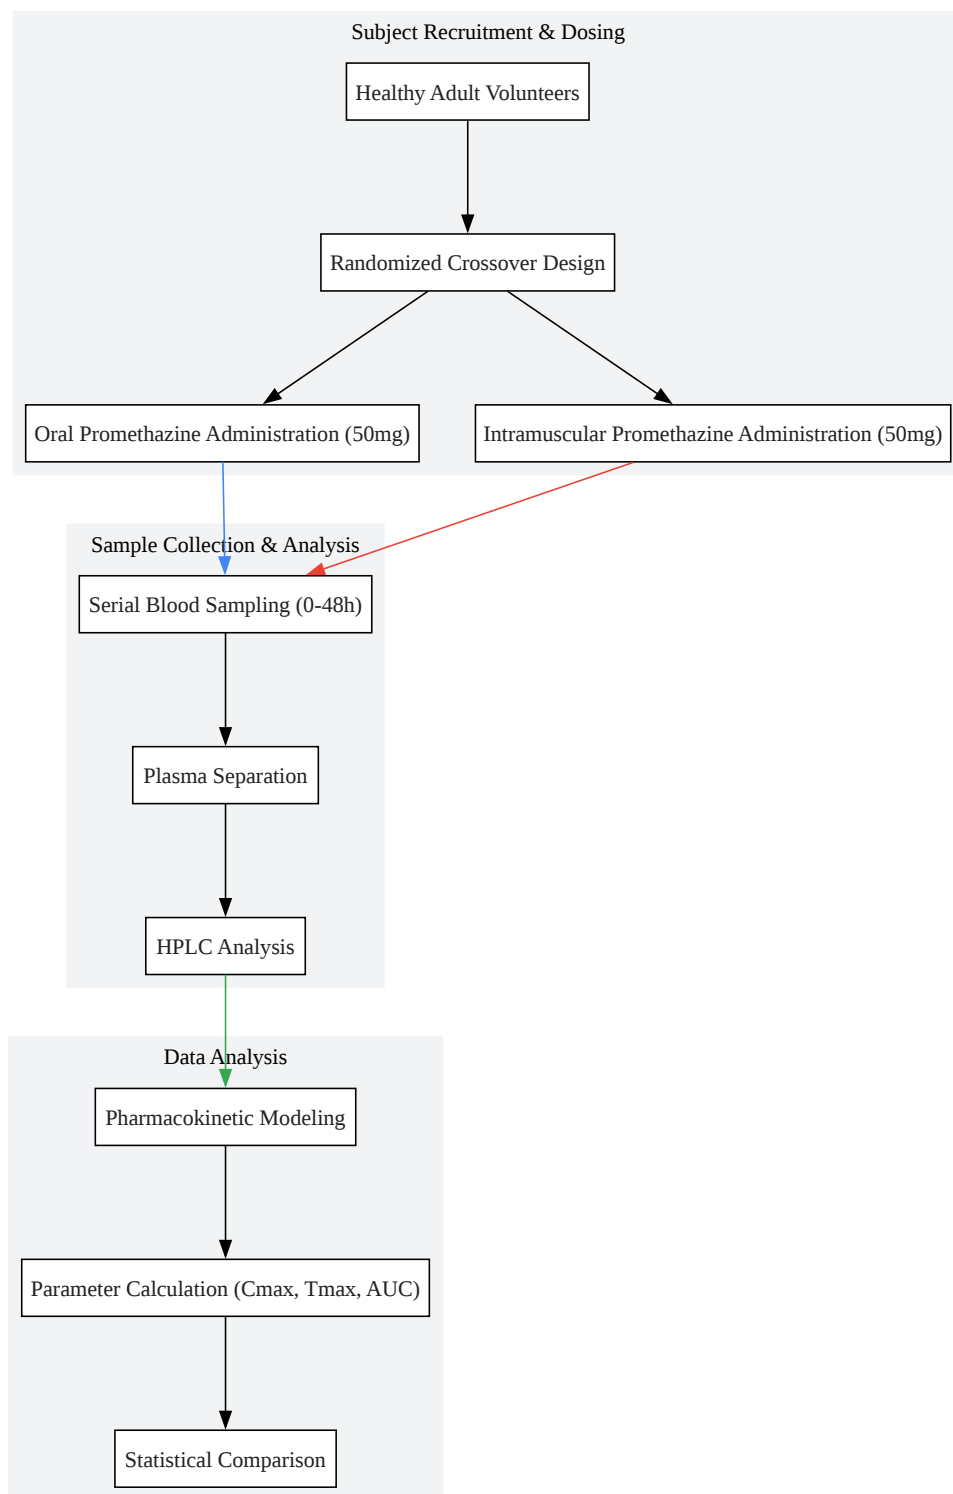 Subject Recruitment & Dosing
Healthy Adult Volunteers
Randomized Crossover Design
Oral Promethazine Administration (50mg)
Intramuscular Promethazine Administration (50mg)
Sample Collection & Analysis
Serial Blood Sampling (0-48h)
Plasma Separation
HPLC Analysis
Data Analysis
Pharmacokinetic Modeling
Parameter Calculation (Cmax, Tmax, AUC)
Statistical Comparison